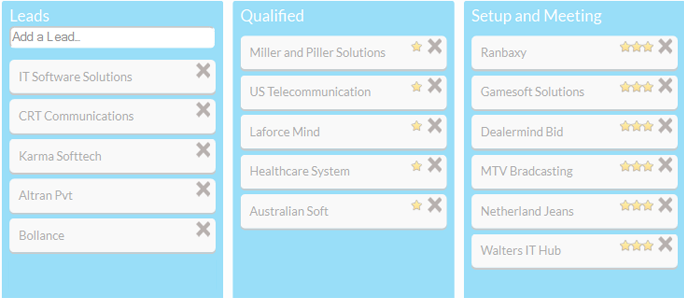 Leads
Add a Lead..
IT Software Solutions
CRT Communications
Karma Softtech
Altran Pvt
Bollance
Qualified
Miller and Piller Solutions
US Telecommunication
Laforce Mind
Healthcare System
Australian Soft
Setup and Meeting
Ranbaxy
Gamesoft Solutions
Dealermind Bid
MTV Bradcasting
Netherland Jeans
Walters IT Hub